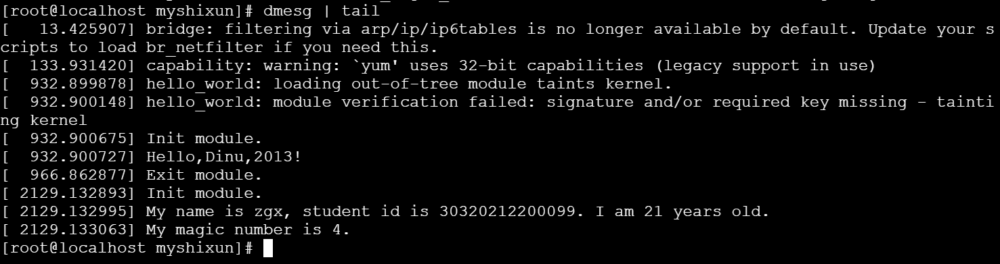 [root@localhost myshixun]# dmesg | tail
[   13.425907] bridge: filtering via arp/ip/ip6tables is no longer available by default. Update your s
cripts to load br_netfilter if you need this.
[  133.931420] capability: warning: `yum' uses 32-bit capabilities (legacy support in use)
[  932.899878] hello_world: loading out-of-tree module taints kernel.
[  932.900148] hello_world: module verification failed: signature and/or required key missing - tainti
ng kernel
[  932.900675] Init module.
[  932.900727] Hello,Dinu,2013!
[  966.862877] Exit module.
[ 2129.132893] Init module.
[ 2129.132995] My name is zgx, student id is 30320212200099. I am 21 years old.
[ 2129.133063] My magic number is 4.
[root@localhost myshixun]#